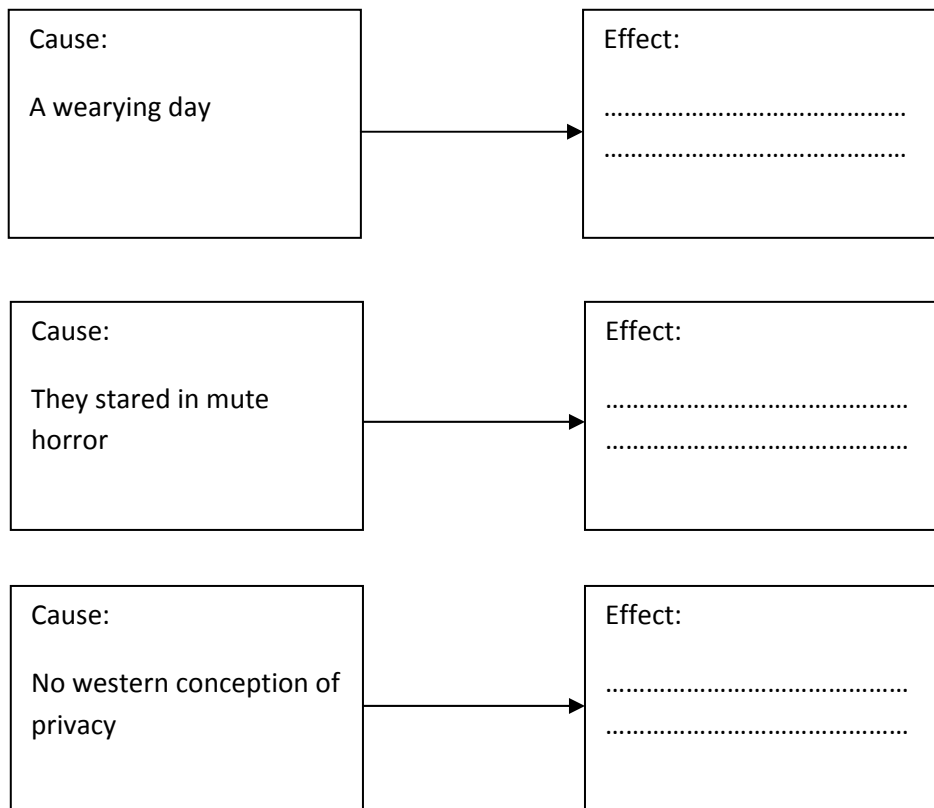 Cause:
A wearying day
Effect:
……………………………………….
……………………………………….
Cause:
They stared in mute
horror
Effect:
……………………………………….
……………………………………….
Cause:
No western conception of
privacy
Effect:
……………………………………….
……………………………………….